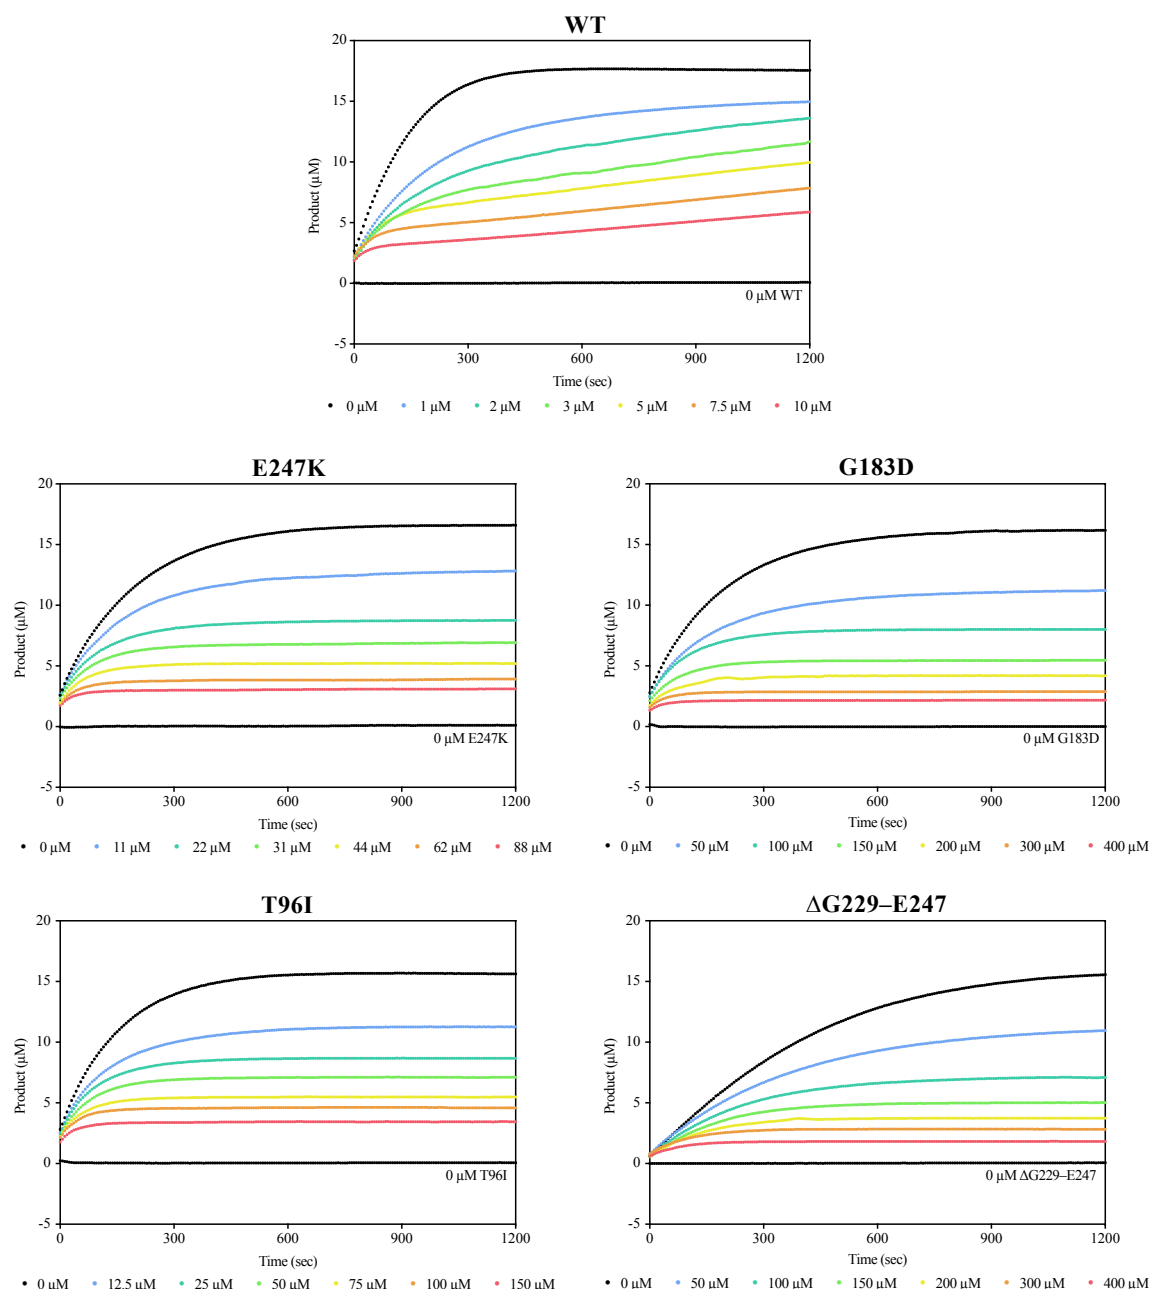 WT
20
15
10
5
0
-5
Product (µM)
0 µM WT
0 300 600 900 1200
Time (sec)
0 µM 1 µM 2 µM 3 µM 5 µM 7.5 µM 10 µM
E247K
20
15
10
5
0
-5
Product (µM)
0 µM E247K
0 300 600 900 1200
Time (sec)
0 µM 11 µM 22 µM 31 µM 44 µM 62 µM 88 µM
G183D
20
15
10
5
0
-5
Product (µM)
0 µM G183D
0 300 600 900 1200
Time (sec)
0 µM 50 µM 100 µM 150 µM 200 µM 300 µM 400 µM
T96I
20
15
10
5
0
-5
Product (µM)
0 µM T96I
0 300 600 900 1200
Time (sec)
0 µM 12.5 µM 25 µM 50 µM 75 µM 100 µM 150 µM
ΔG229–E247
20
15
10
5
0
-5
Product (µM)
0 µM ΔG229–E247
0 300 600 900 1200
Time (sec)
0 µM 50 µM 100 µM 150 µM 200 µM 300 µM 400 µM